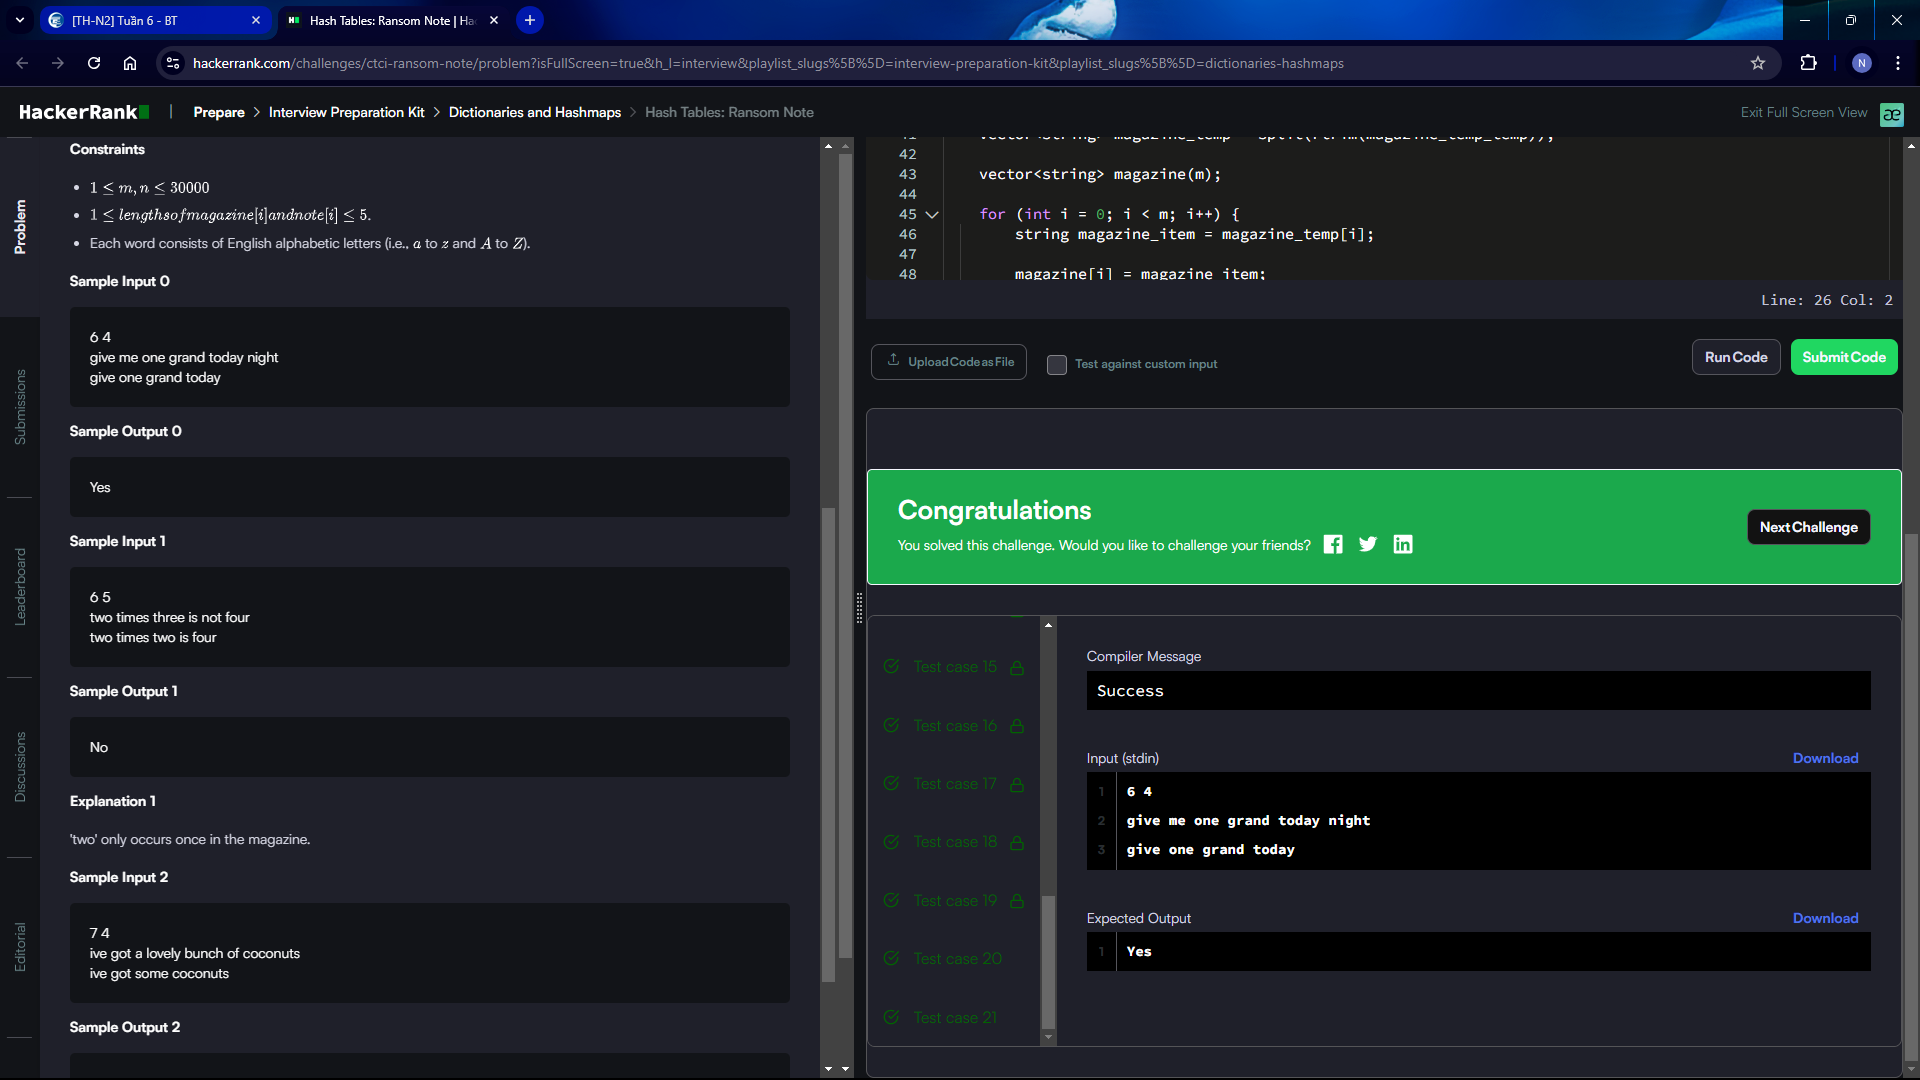 [TH-N2] Tuần 6 - BT
Hash Tables: Ransom Note | Ha
hackerrank.com/challenges/ctci-ransom-note/problem?isFullScreen=true&h_l=interview&playlist_slugs%5B%5D=interview-preparation-kit&playlist_slugs%5B%5D=dictionaries-hashmaps
N
HackerRank
Prepare > Interview Preparation Kit > Dictionaries and Hashmaps > Hash Tables: Ransom Note
Exit Full Screen View
æ
Problem
Submissions
Leaderboard
Discussions
Editorial
Constraints
• 1 ≤ m, n ≤ 30000
• 1 ≤ lengthsofmagazine[i]andnote[i] ≤ 5.
• Each word consists of English alphabetic letters (i.e., a to z and A to Z).
Sample Input 0
6 4
give me one grand today night
give one grand today
Sample Output 0
Yes
Sample Input 1
6 5
two times three is not four
two times two is four
Sample Output 1
No
Explanation 1
'two' only occurs once in the magazine.
Sample Input 2
7 4
ive got a lovely bunch of coconuts
ive got some coconuts
Sample Output 2
41 vector<string> magazine_temp = split(rtrim(magazine_temp_temp));
42
43 vector<string> magazine(m);
44
45 for (int i = 0; i < m; i++) {
46 string magazine_item = magazine_temp[i];
47
48 magazine[i] = magazine_item;
Line: 26 Col: 2
Upload Code as File
Test against custom input
Run Code
Submit Code
Congratulations
You solved this challenge. Would you like to challenge your friends?
Next Challenge
Test case 15
Test case 16
Test case 17
Test case 18
Test case 19
Test case 20
Test case 21
Compiler Message
Success
Input (stdin)
Download
1 6 4
2 give me one grand today night
3 give one grand today
Expected Output
Download
1 Yes